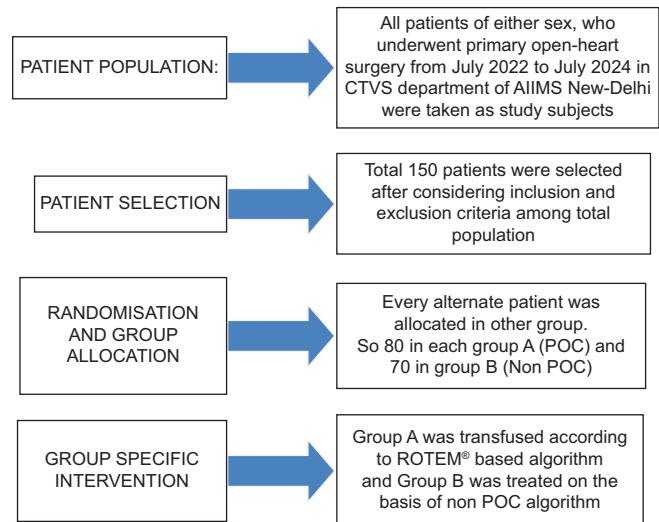 PATIENT POPULATION:
All patients of either sex, who
underwent primary open-heart
surgery from July 2022 to July 2024 in
CTVS department of AIIMS New-Delhi
were taken as study subjects
PATIENT SELECTION
Total 150 patients were selected
after considering inclusion and
exclusion criteria among total
population
RANDOMISATION
AND GROUP
ALLOCATION
Every alternate patient was
allocated in other group.
So 80 in each group A (POC) and
70 in group B (Non POC)
GROUP SPECIFIC
INTERVENTION
Group A was transfused according
to ROTEM® based algorithm
and Group B was treated on the
basis of non POC algorithm